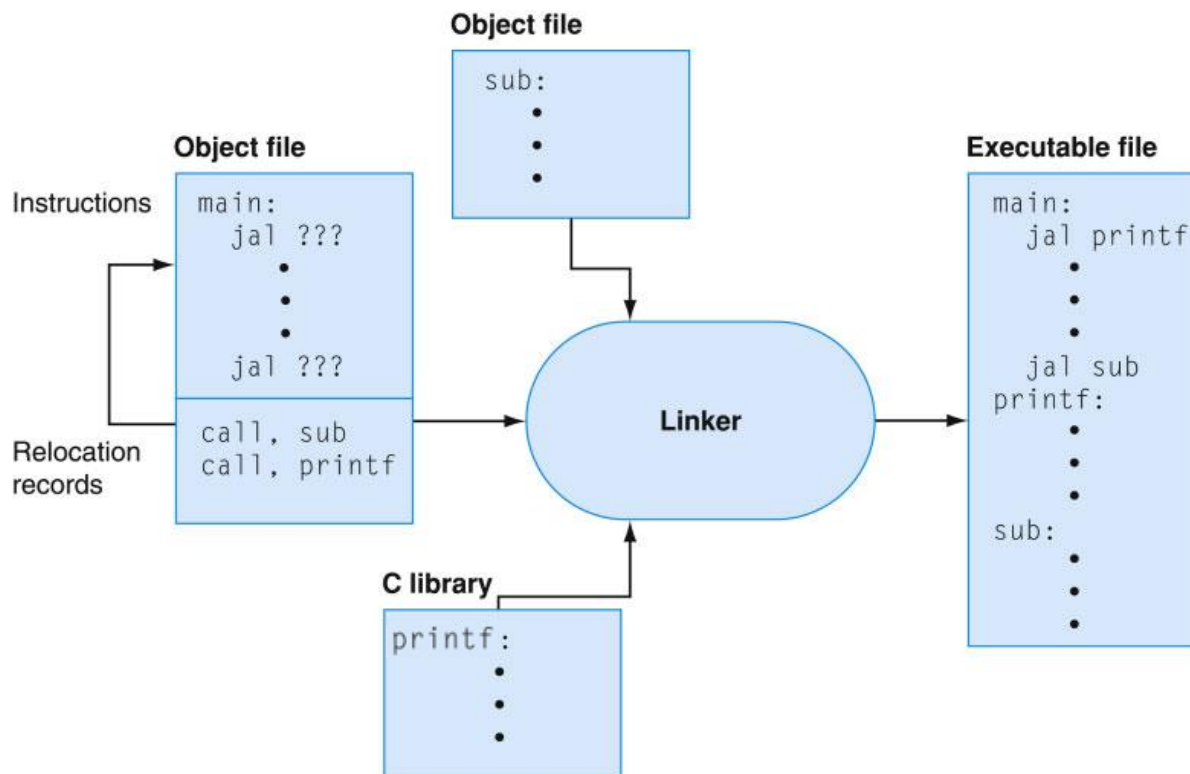 Object file
sub:
Object file
Instructions
main:
jal ???
jal ???
Relocation
records
call, sub
call, printf
Linker
C library
printf:
Executable file
main:
jal printf
jal sub
printf:
sub: